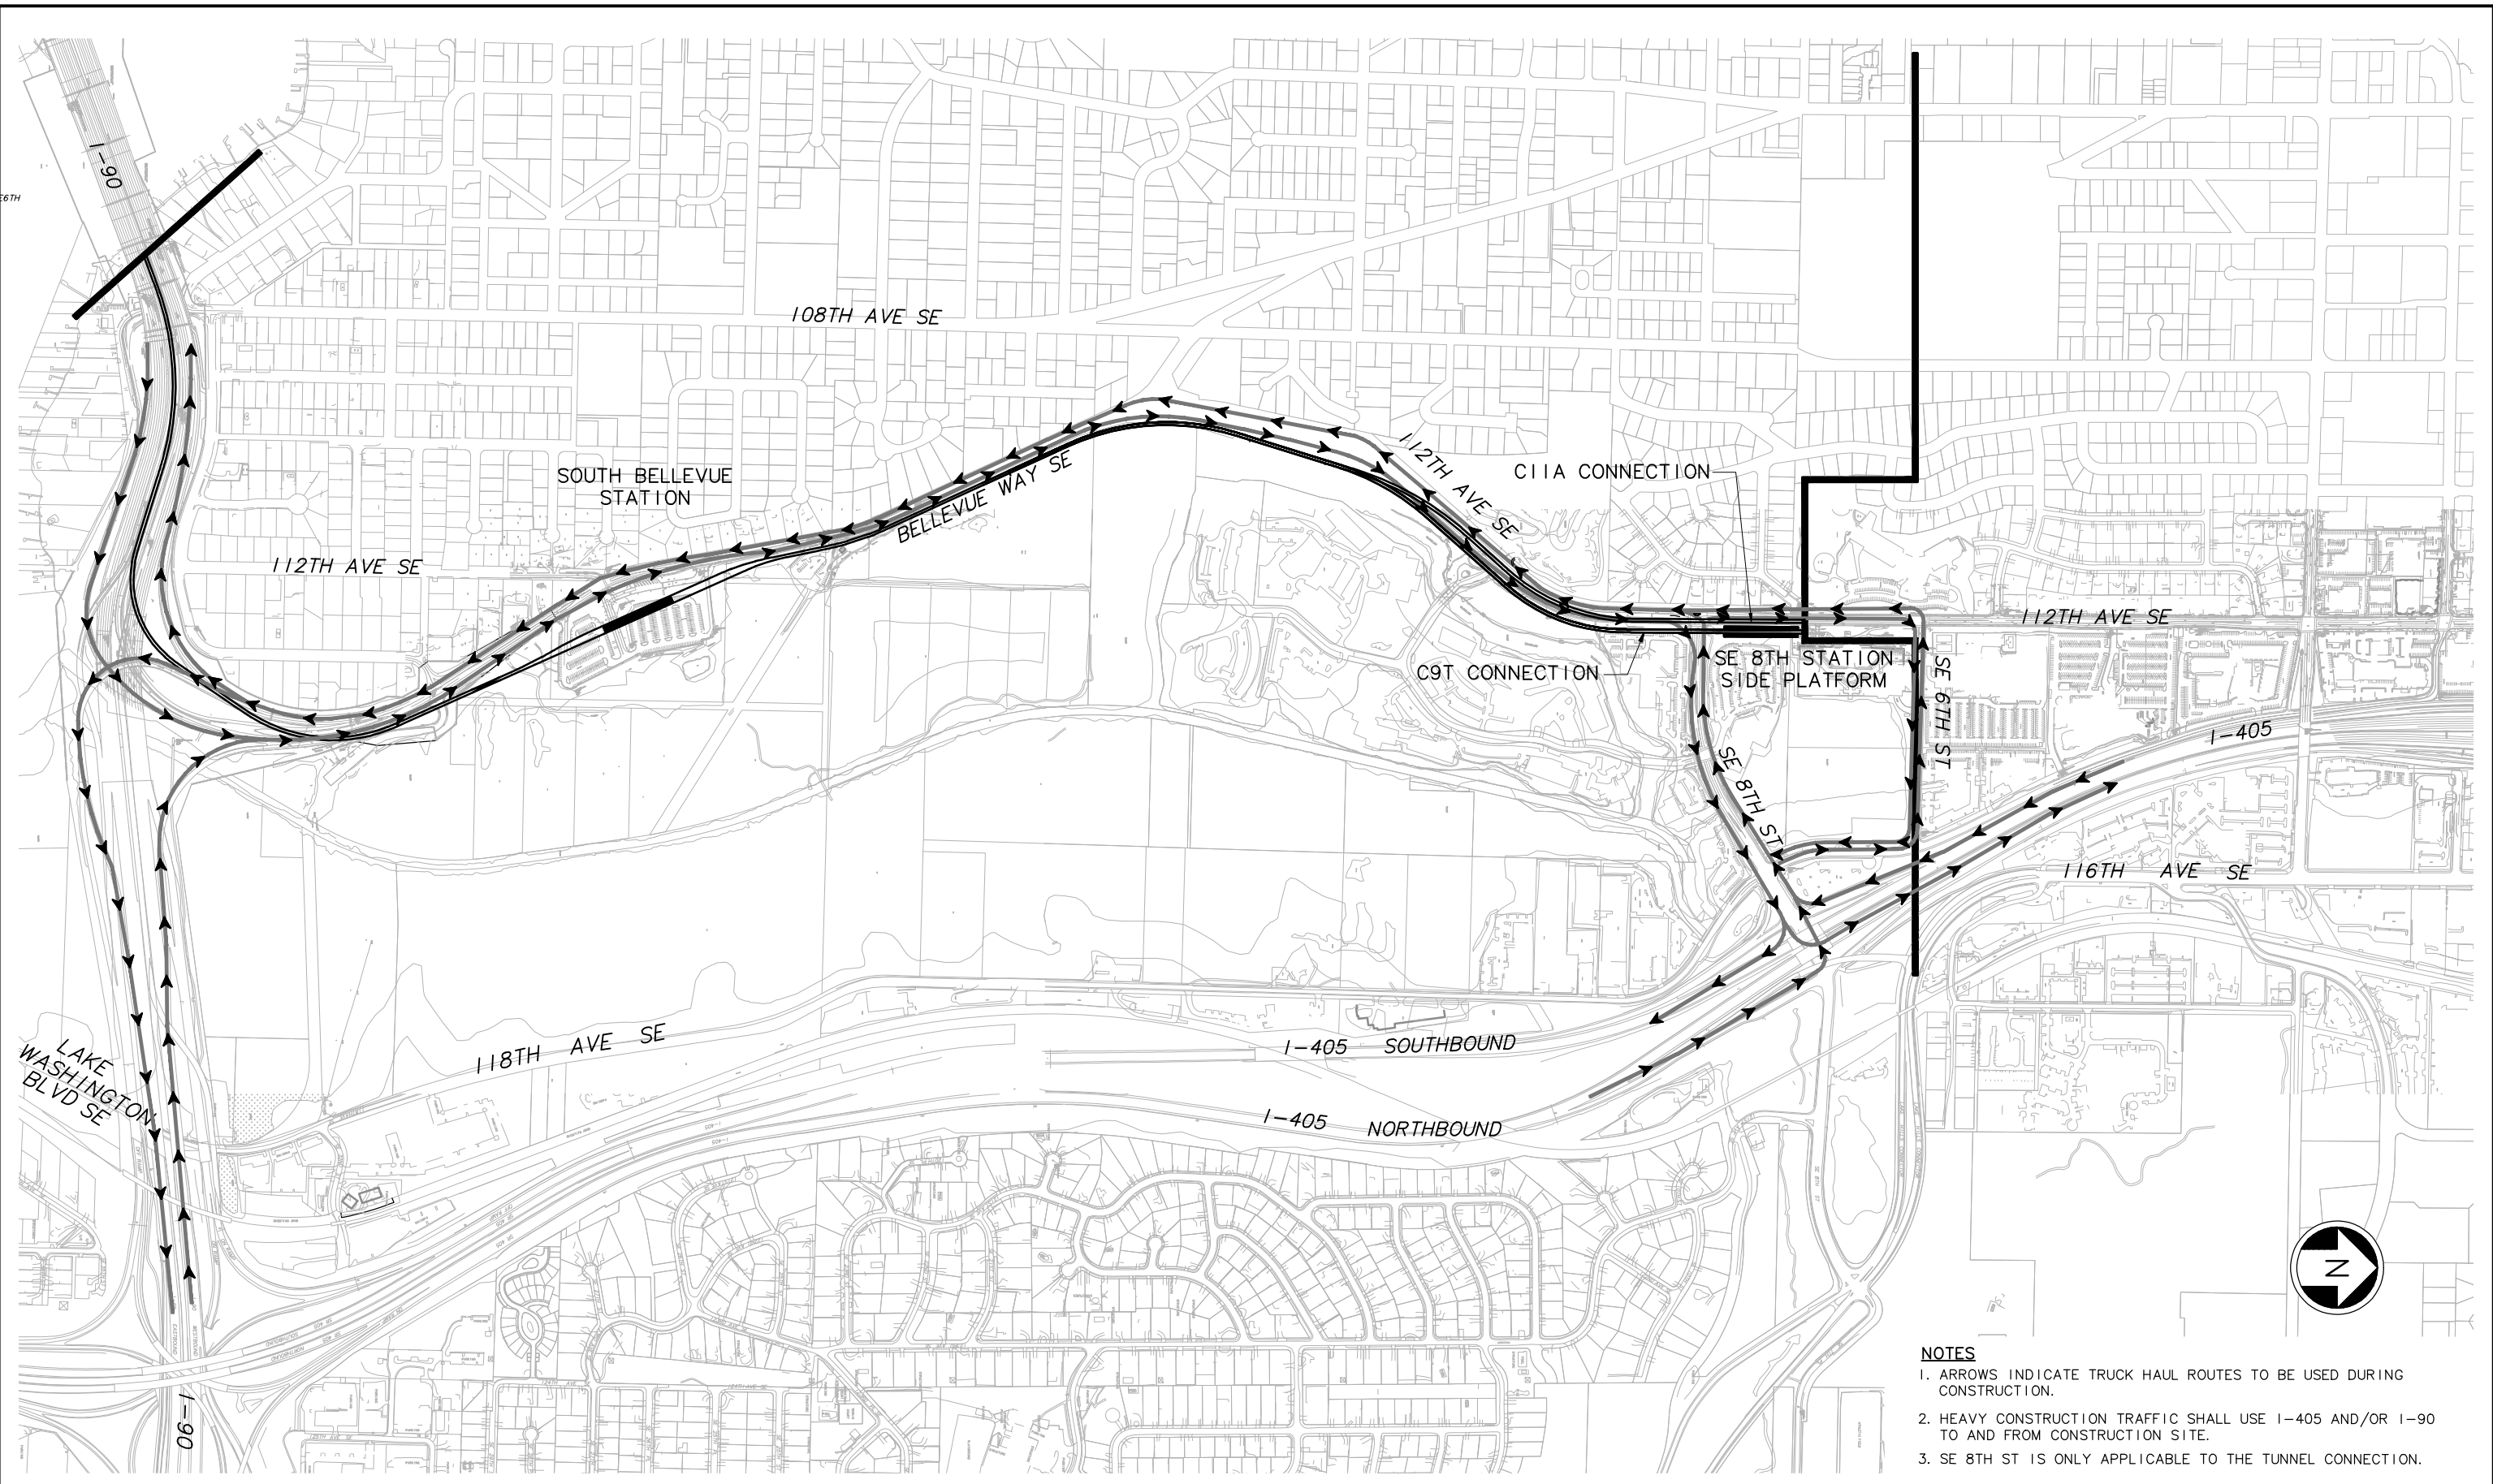 I-90
E6TH
108TH AVE SE
SOUTH BELLEVUE
STATION
BELLEVUE WAY SE
112TH AVE SE
C11A CONNECTION
112TH AVE SE
112TH AVE SE
C9T CONNECTION
SE 8TH STATION
SIDE PLATFORM
SE 6TH ST
SE 8TH ST
I-405
116TH AVE SE
LAKE
WASHINGTON
BLVD SE
118TH AVE SE
I-405 SOUTHBOUND
I-405 NORTHBOUND
I-90
N
NOTES
1. ARROWS INDICATE TRUCK HAUL ROUTES TO BE USED DURING
CONSTRUCTION.
2. HEAVY CONSTRUCTION TRAFFIC SHALL USE I-405 AND/OR I-90
TO AND FROM CONSTRUCTION SITE.
3. SE 8TH ST IS ONLY APPLICABLE TO THE TUNNEL CONNECTION.